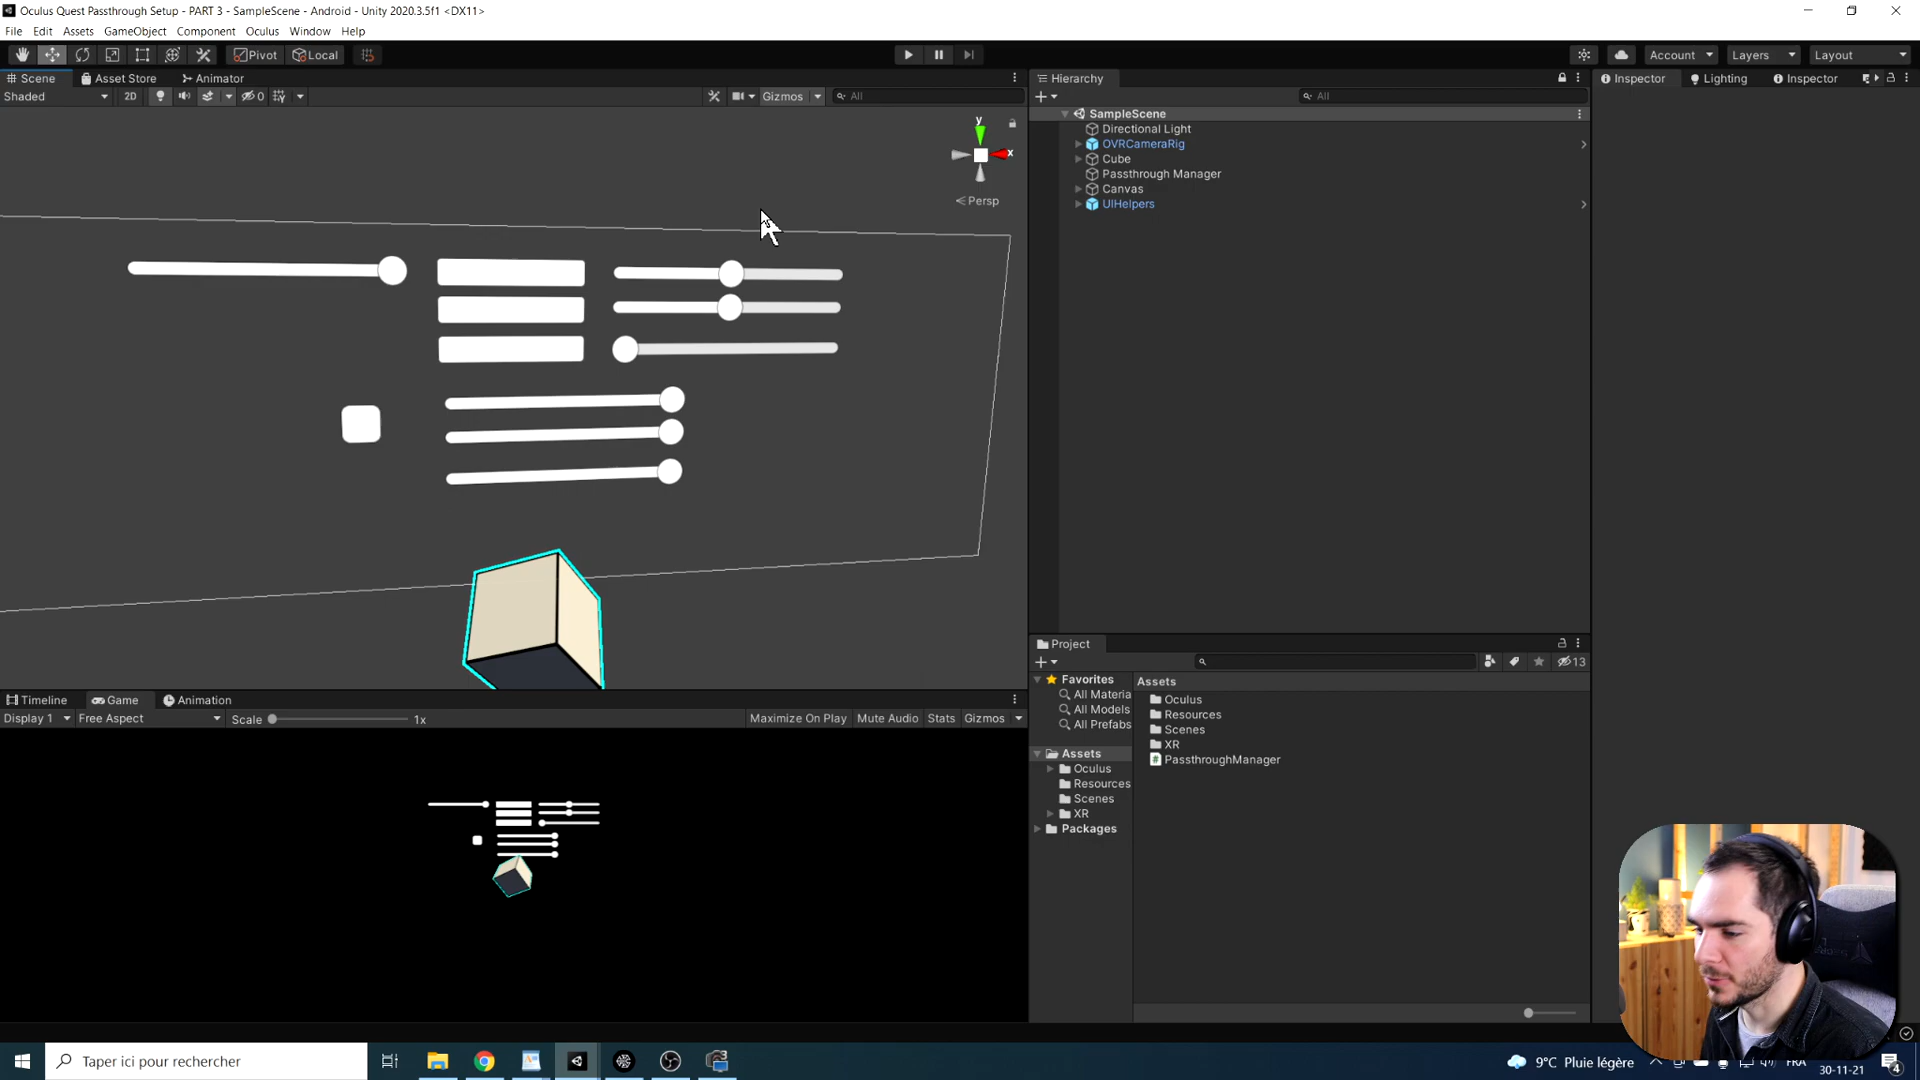 Oculus Quest Passthrough Setup - PART 3 - SampleScene - Android - Unity 2020.3.5f1 <DX11>
File Edit Assets GameObject Component Oculus Window Help
Pivot Local Account Layers Layout
Scene Asset Store Animator
Shaded 2D 0 Gizmos All
y
x
Persp
Hierarchy
All
SampleScene
Directional Light
OVRCameraRig
Cube
Passthrough Manager
Canvas
UIHelpers
Inspector Lighting Inspector
Timeline Game Animation
Display 1 Free Aspect Scale 1x Maximize On Play Mute Audio Stats Gizmos
Project
13
Favorites
All Materia
All Models
All Prefabs
Assets
Oculus
Resources
Scenes
XR
Packages
Assets
Oculus
Resources
Scenes
XR
PassthroughManager
Taper ici pour rechercher
9°C Pluie légère
FRA
30-11-21
4